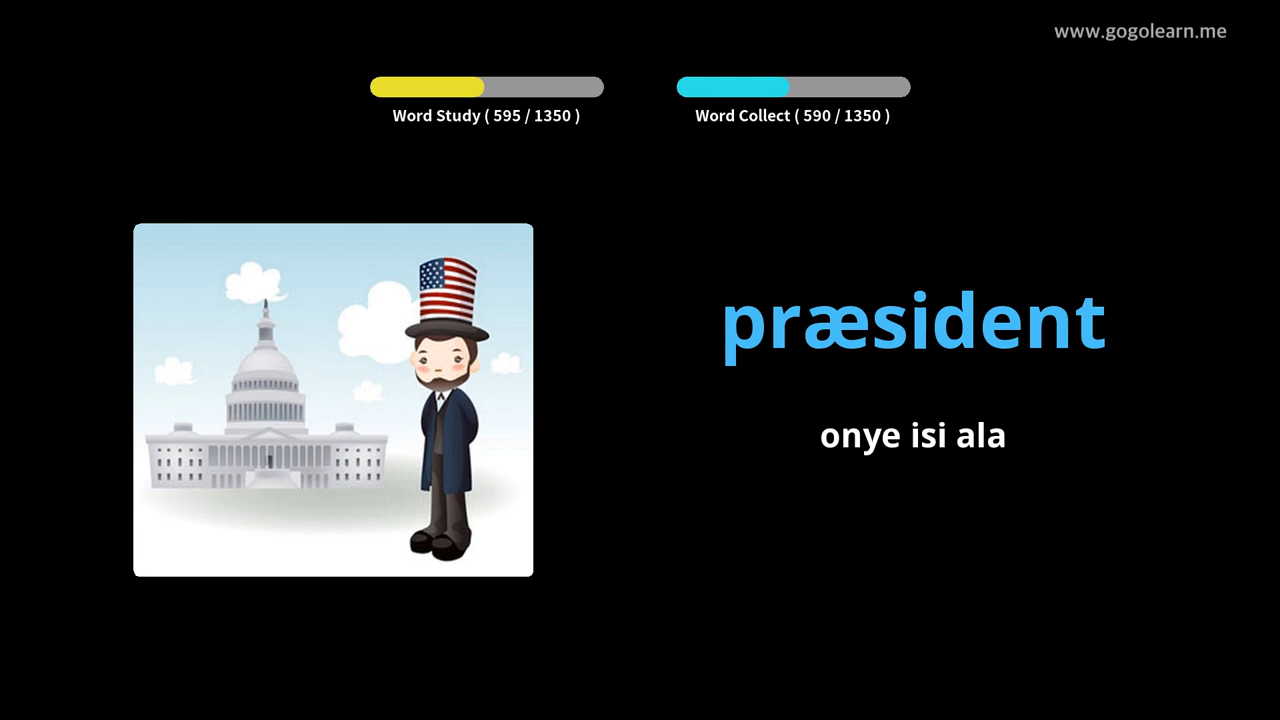 www.gogolearn.me
Word Study ( 595 / 1350 )
Word Collect ( 590 / 1350 )
præsident
onye isi ala